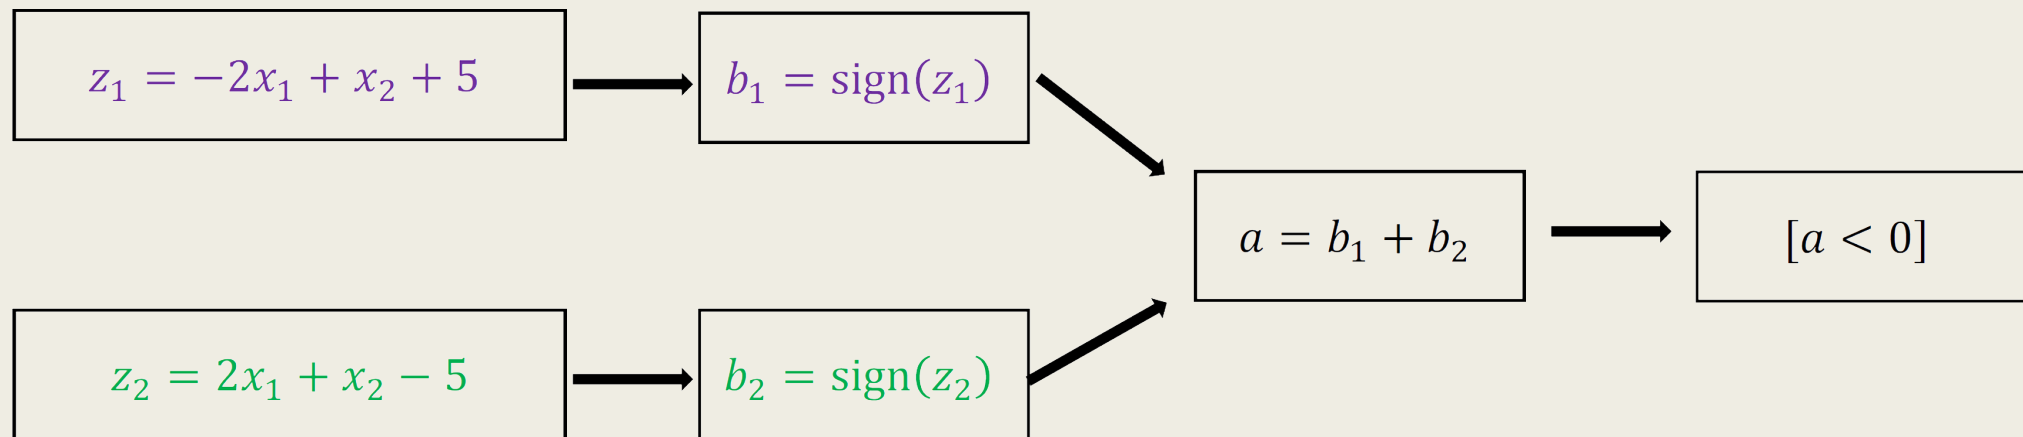 z₁ = −2x₁ + x₂ + 5
b₁ = sign(z₁)
a = b₁ + b₂
[a < 0]
z₂ = 2x₁ + x₂ − 5
b₂ = sign(z₂)